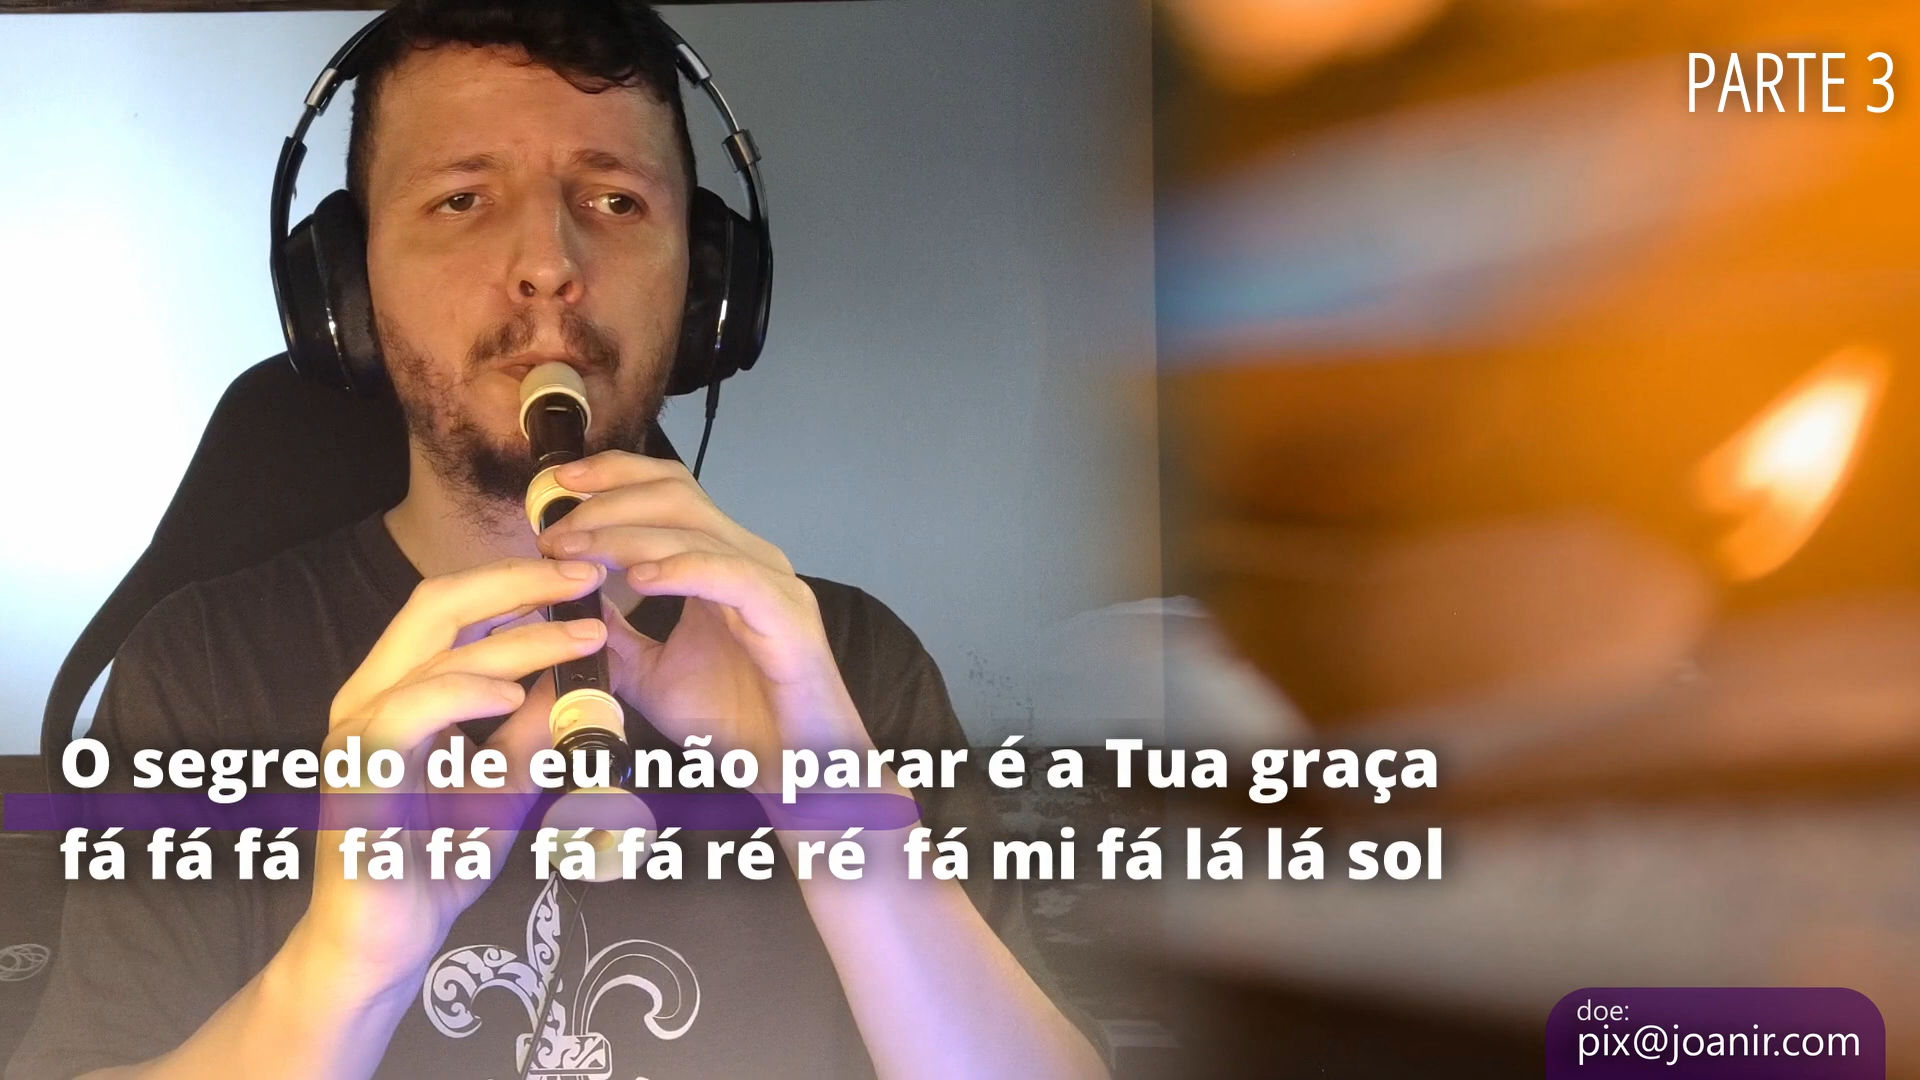 PARTE 3
O segredo de eu não parar é a Tua graça
fá fá fá  fá fá  fá fá ré ré  fá mi fá lá lá sol
doe:
pix@joanir.com